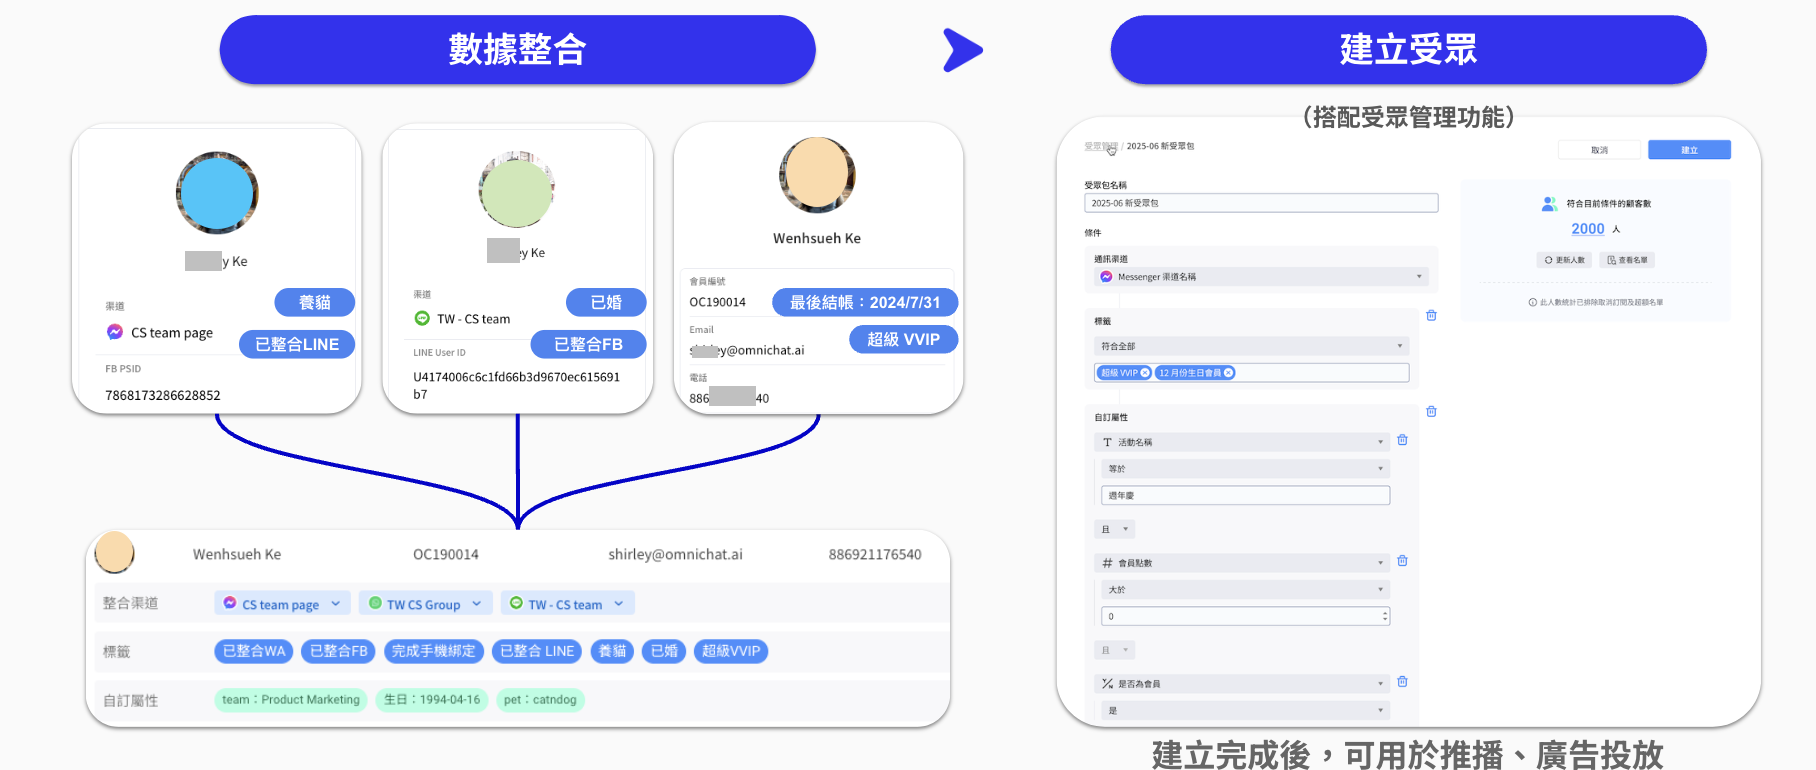 數據整合
建立受眾
(搭配受眾管理功能)
y Ke
渠道
養貓
CS team page
已整合LINE
FB PSID
7868173286628852
ey Ke
渠道
已婚
TW - CS team
已整合FB
LINE User ID
U4174006c6c1fd66b3d9670ec615691
b7
Wenhsueh Ke
會員編號
OC190014
最後結帳：2024/7/31
Email
超級 VVIP
ey@omnichat.ai
電話
886 40
Wenhsueh Ke OC190014 shirley@omnichat.ai 886921176540
整合渠道 CS team page TW CS Group TW - CS team
標籤 已整合WA 已整合FB 完成手機綁定 已整合 LINE 養貓 已婚 超級VVIP
自訂屬性 team：Product Marketing 生日：1994-04-16 pet：catndog
受眾管理 / 2025-06 新受眾包
取消 建立
受眾包名稱
2025-06 新受眾包
條件
通訊渠道
Messenger 渠道名稱
標籤
符合全部
超級 VVIP 12 月份生日會員
自訂屬性
活動名稱
等於
週年慶
且
會員點數
大於
0
且
是否為會員
是
符合目前條件的顧客數
2000 人
更新人數 查看名單
此人數統計已排除取消訂閱及超額名單
建立完成後，可用於推播、廣告投放